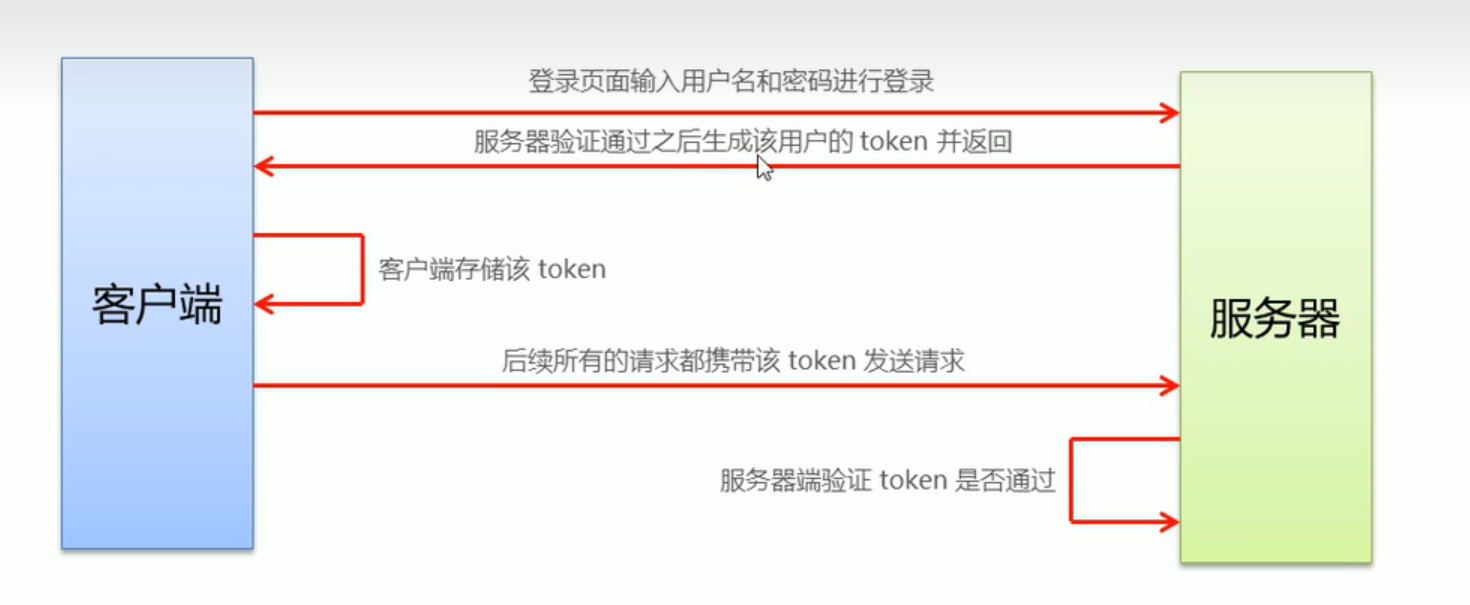 登录页面输入用户名和密码进行登录
服务器验证通过之后生成该用户的 token 并返回
客户端存储该 token
客户端
服务器
后续所有的请求都携带该 token 发送请求
服务器端验证 token 是否通过